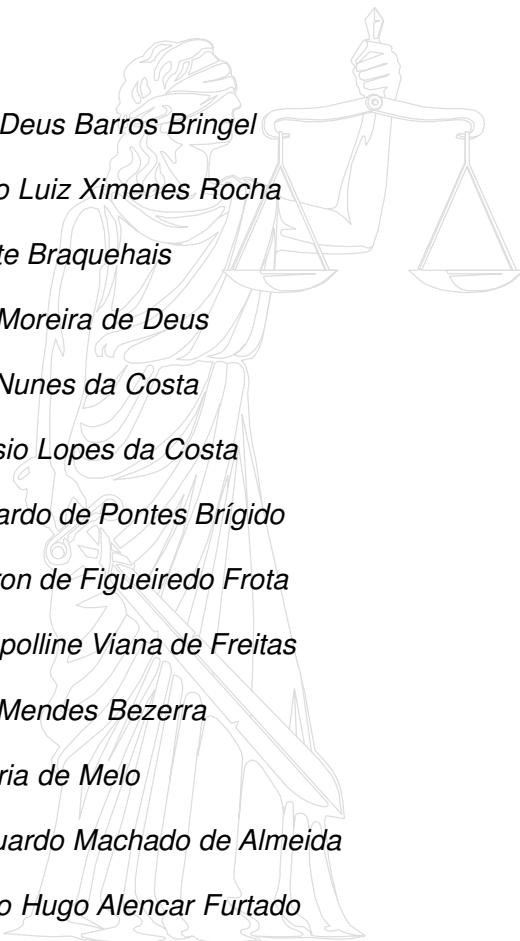 Deus Barros Bringel
o Luiz Ximenes Rocha
te Braquehais
Moreira de Deus
Nunes da Costa
sio Lopes da Costa
ardo de Pontes Brígido
ron de Figueiredo Frota
polline Viana de Freitas
Mendes Bezerra
ria de Melo
uardo Machado de Almeida
o Hugo Alencar Furtado